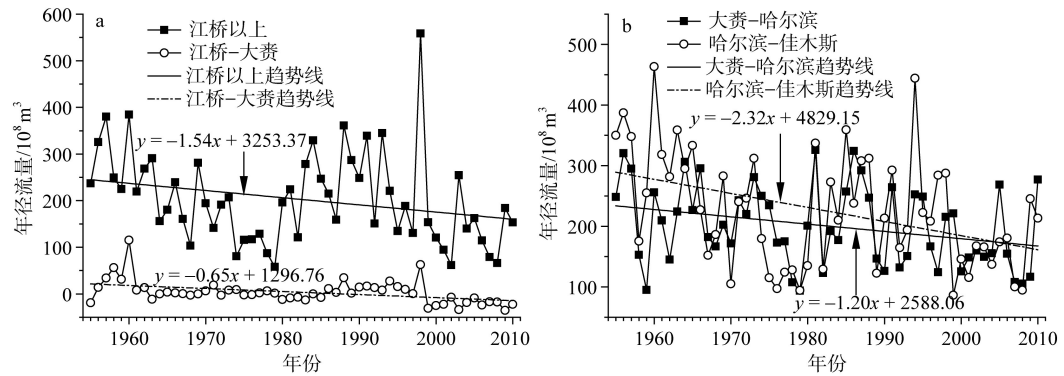 a
江桥以上
江桥–大赉
江桥以上趋势线
江桥–大赉趋势线
y = –1.54x + 3253.37
y = –0.65x + 1296.76
年径流量/10⁸ m³
600
500
400
300
200
100
0
1960
1970
1980
1990
2000
2010
年份
b
大赉–哈尔滨
哈尔滨–佳木斯
大赉–哈尔滨趋势线
哈尔滨–佳木斯趋势线
y = –2.32x + 4829.15
y = –1.20x + 2588.06
年径流量/10⁸ m³
500
400
300
200
100
1960
1970
1980
1990
2000
2010
年份